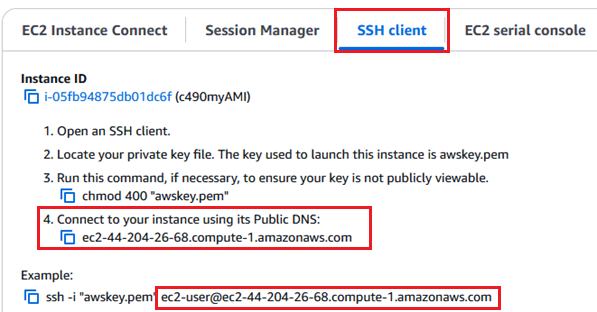 EC2 Instance Connect Session Manager SSH client EC2 serial console
Instance ID
i-05fb94875db01dc6f (c490myAMI)
1. Open an SSH client.
2. Locate your private key file. The key used to launch this instance is awskey.pem
3. Run this command, if necessary, to ensure your key is not publicly viewable.
chmod 400 "awskey.pem"
4. Connect to your instance using its Public DNS:
ec2-44-204-26-68.compute-1.amazonaws.com
Example:
ssh -i "awskey.pem" ec2-user@ec2-44-204-26-68.compute-1.amazonaws.com